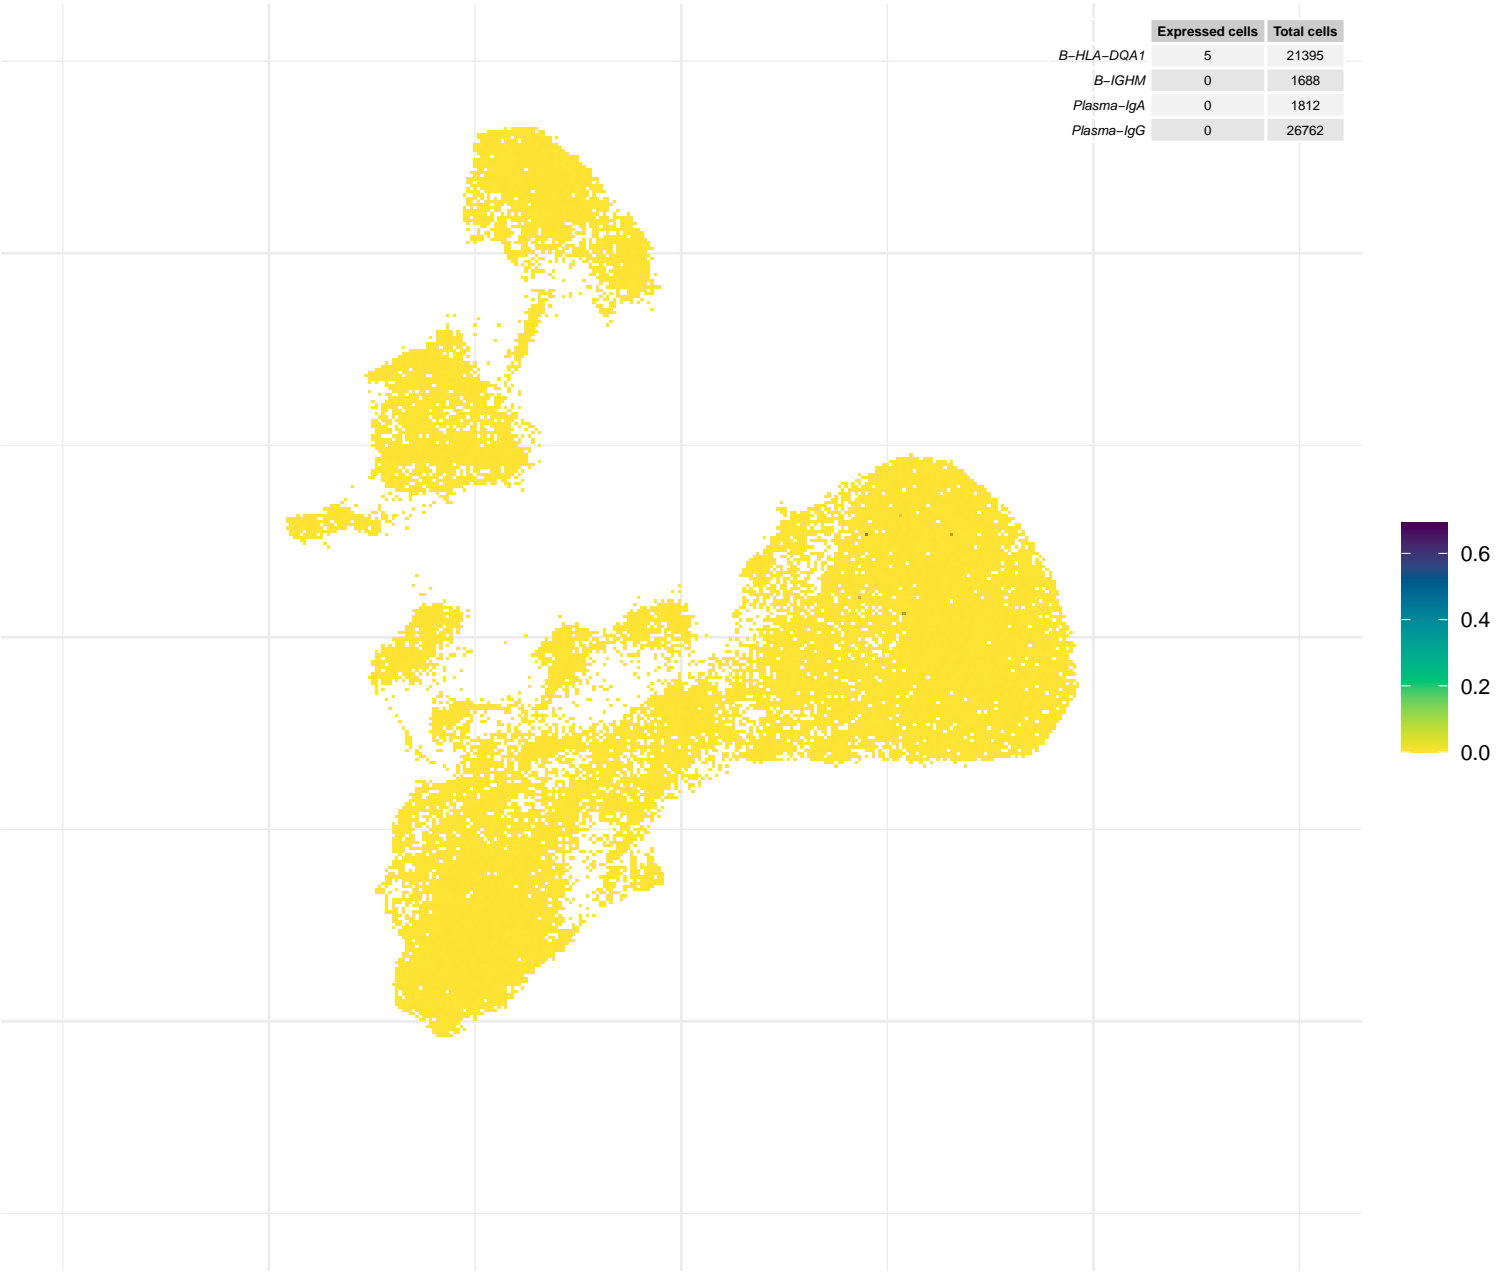 Expressed cells Total cells
B−HLA−DQA1 5 21395
B−IGHM 0 1688
Plasma−IgA 0 1812
Plasma−IgG 0 26762
0.6
0.4
0.2
0.0